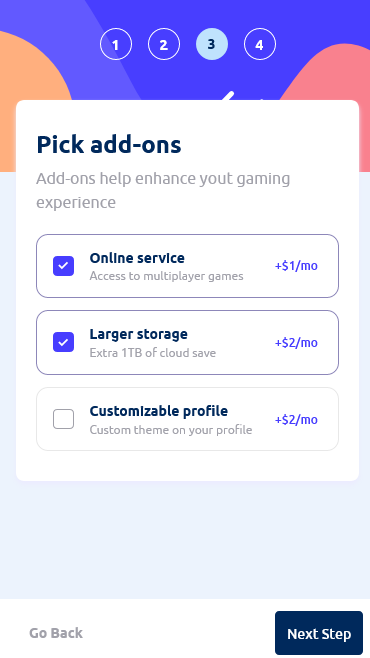 1 2 3 4
Pick add-ons
Add-ons help enhance yout gaming
experience
Online service
Access to multiplayer games
+$1/mo
Larger storage
Extra 1TB of cloud save
+$2/mo
Customizable profile
Custom theme on your profile
+$2/mo
Go Back
Next Step